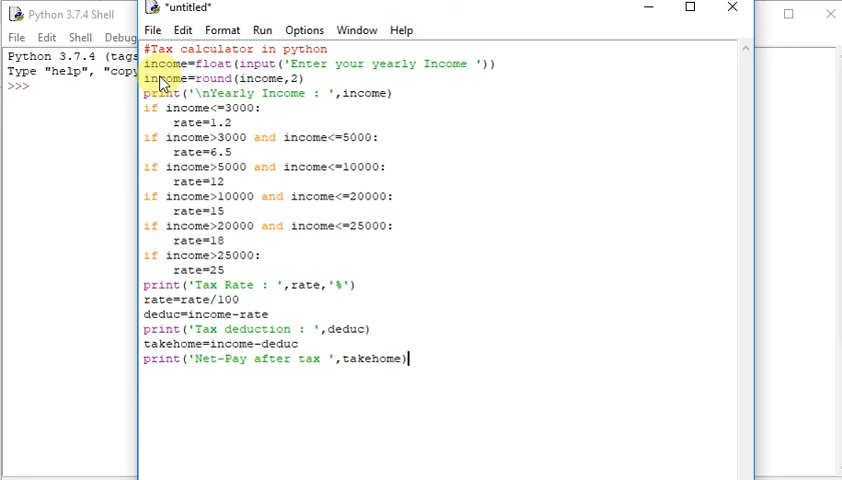 Python 3.7.4 Shell
File Edit Shell Debug
Python 3.7.4 (tags
Type "help", "copy
>>>
*untitled*
File Edit Format Run Options Window Help
#Tax calculator in python
income=float(input('Enter your yearly Income '))
income=round(income,2)
print('\nYearly Income : ',income)
if income<=3000:
    rate=1.2
if income>3000 and income<=5000:
    rate=6.5
if income>5000 and income<=10000:
    rate=12
if income>10000 and income<=20000:
    rate=15
if income>20000 and income<=25000:
    rate=18
if income>25000:
    rate=25
print('Tax Rate : ',rate,'%')
rate=rate/100
deduc=income-rate
print('Tax deduction : ',deduc)
takehome=income-deduc
print('Net-Pay after tax ',takehome)